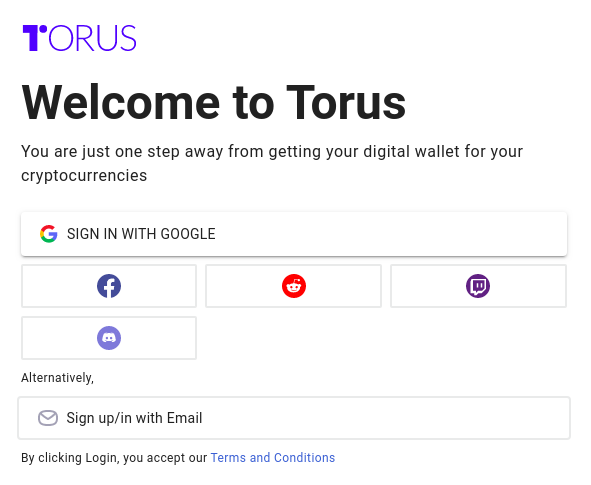 TORUS
Welcome to Torus
You are just one step away from getting your digital wallet for your
cryptocurrencies
SIGN IN WITH GOOGLE
Alternatively,
Sign up/in with Email
By clicking Login, you accept our Terms and Conditions